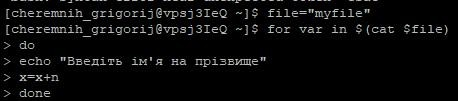 [cheremnih_grigorij@vpsj3IeQ ~]$ file="myfile"
[cheremnih_grigorij@vpsj3IeQ ~]$ for var in $(cat $file)
> do
> echo "Введіть ім'я на прізвище"
> x=x+n
> done